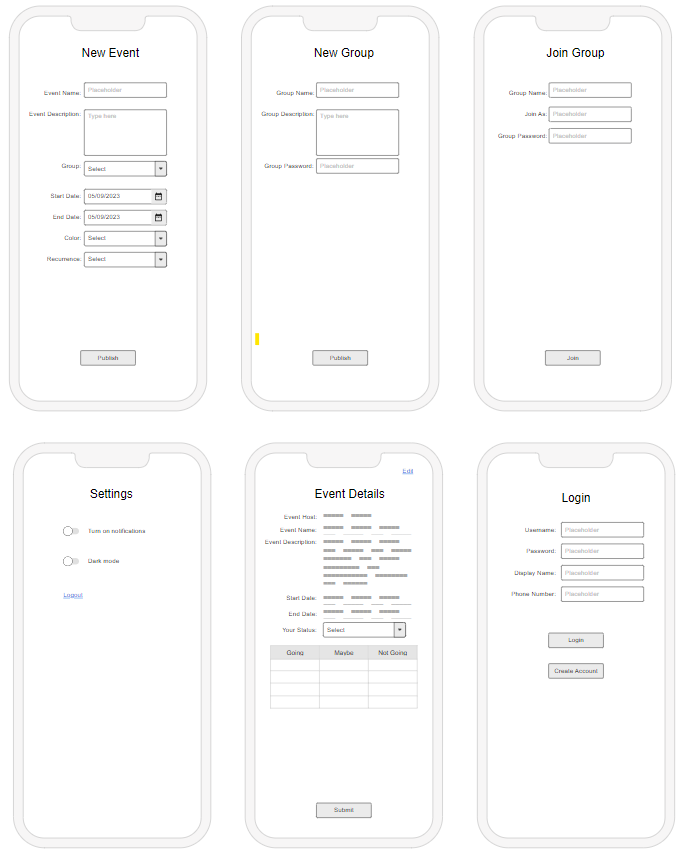 New Event
Event Name: Placeholder
Event Description: Type here
Group: Select
Start Date: 05/09/2023
End Date: 05/09/2023
Color: Select
Recurrence: Select
Publish
New Group
Group Name: Placeholder
Group Description: Type here
Group Password: Placeholder
Publish
Join Group
Group Name: Placeholder
Join As: Placeholder
Group Password: Placeholder
Join
Settings
Turn on notifications
Dark mode
Logout
Edit
Event Details
Event Host:
Event Name:
Event Description:
Start Date:
End Date:
Your Status: Select
Going Maybe Not Going
Submit
Login
Username: Placeholder
Password: Placeholder
Display Name: Placeholder
Phone Number: Placeholder
Login
Create Account